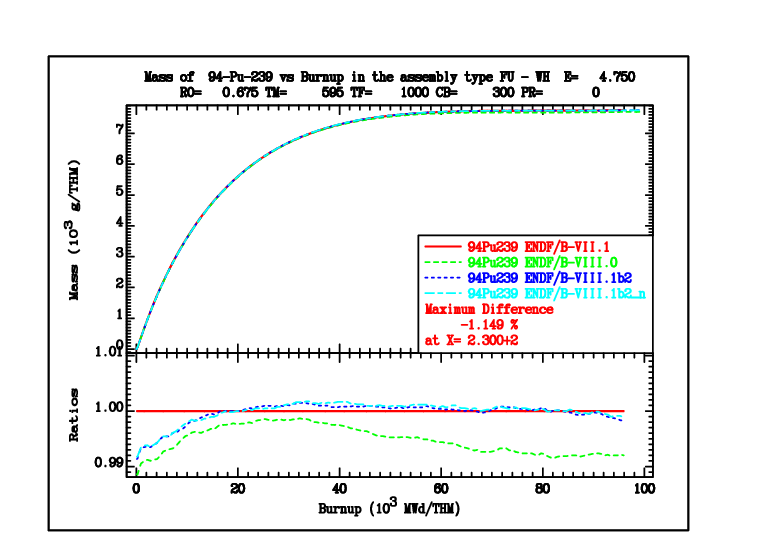 Mass of 94-Pu-239 vs Burnup in the assembly type FU - WH E= 4.750
RO= 0.675 TM= 595 TF= 1000 CB= 300 PR= 0
7
6
5
4
3
2
1
0
Mass (10³ g/THM)
94Pu239 ENDF/B-VII.1
94Pu239 ENDF/B-VIII.0
94Pu239 ENDF/B-VIII.1b2
94Pu239 ENDF/B-VIII.1b2_n
Maximum Difference
-1.149 %
at X= 2.300+2
1.01
1.00
0.99
Ratios
0 20 40 60 80 100
Burnup (10³ MWd/THM)